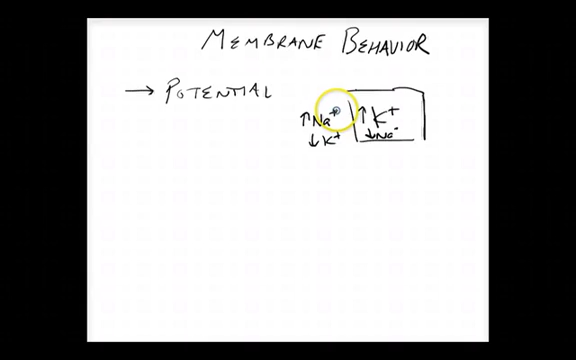 MEMBRANE BEHAVIOR
→ POTENTIAL
↑ Na+ ↑ K+
↓ K+ ↓ Na+